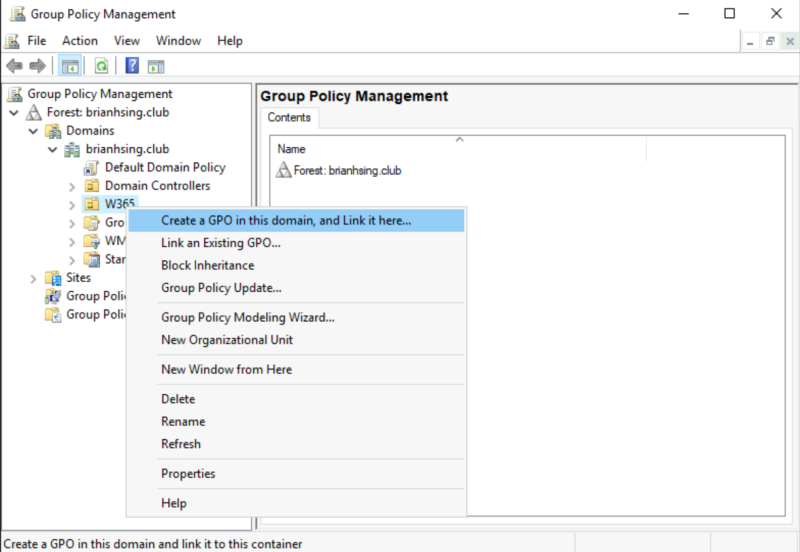 Group Policy Management
File Action View Window Help
Group Policy Management
Forest: brianhsing.club
Domains
brianhsing.club
Default Domain Policy
Domain Controllers
W365
Gro
WM
Star
Sites
Group Polic
Group Polic
Create a GPO in this domain, and Link it here...
Link an Existing GPO...
Block Inheritance
Group Policy Update...
Group Policy Modeling Wizard...
New Organizational Unit
New Window from Here
Delete
Rename
Refresh
Properties
Help
Group Policy Management
Contents
Name
Forest: brianhsing.club
Create a GPO in this domain and link it to this container